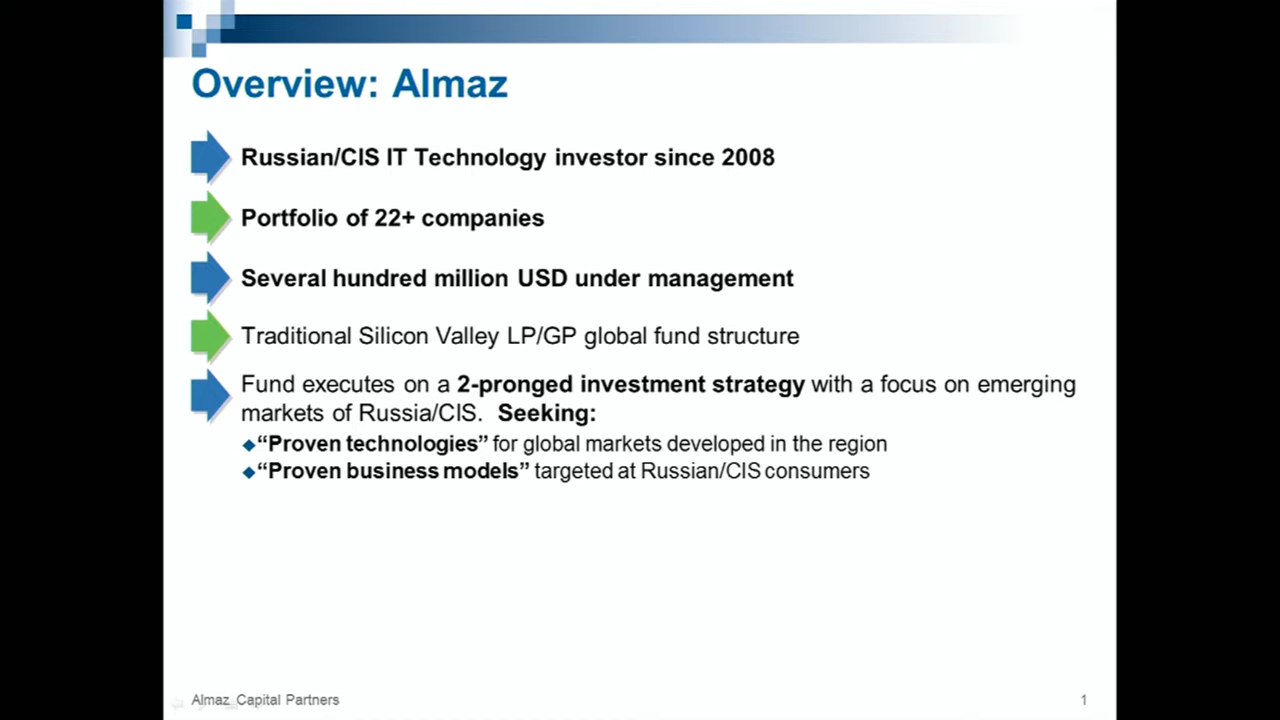 Overview: Almaz
Russian/CIS IT Technology investor since 2008
Portfolio of 22+ companies
Several hundred million USD under management
Traditional Silicon Valley LP/GP global fund structure
Fund executes on a 2-pronged investment strategy with a focus on emerging
markets of Russia/CIS. Seeking:
“Proven technologies” for global markets developed in the region
“Proven business models” targeted at Russian/CIS consumers
Almaz Capital Partners
1